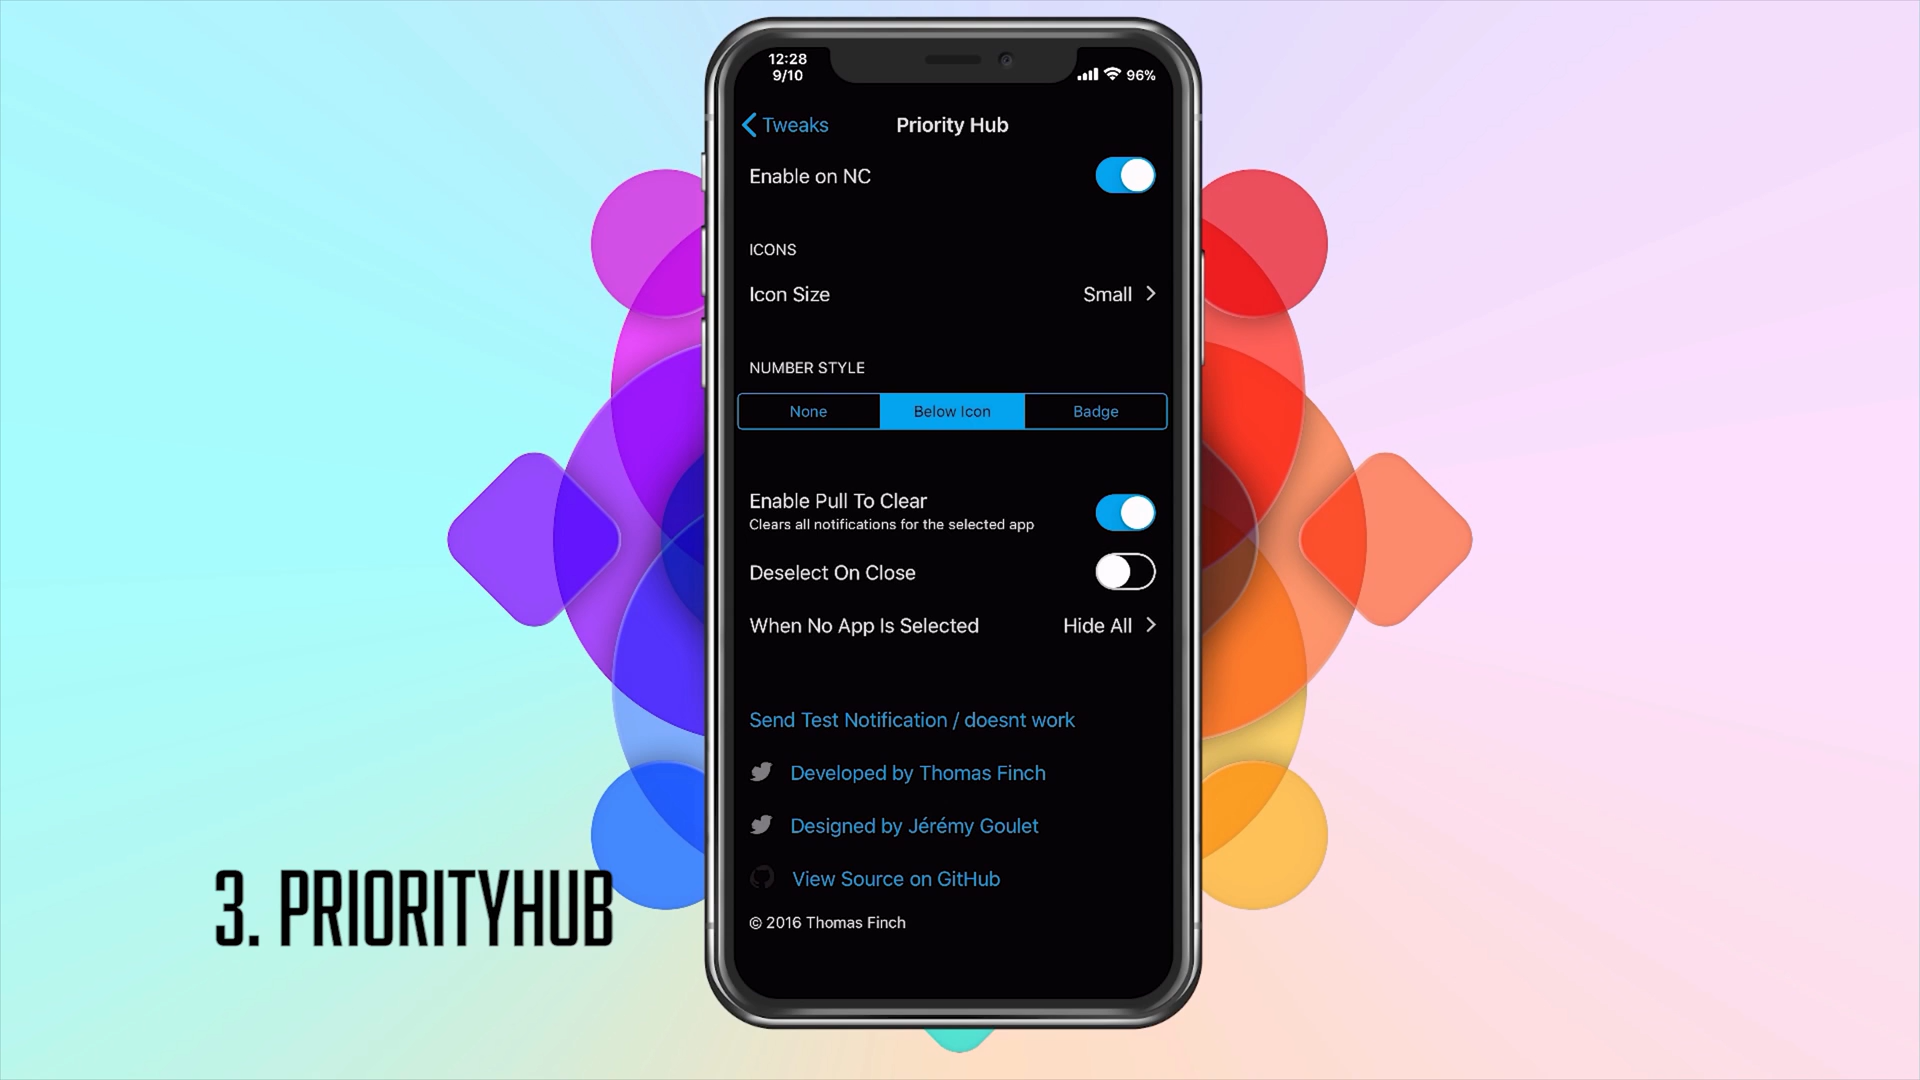 12:28
9/10
96%
Tweaks
Priority Hub
Enable on NC
ICONS
Icon Size
Small
NUMBER STYLE
None
Below Icon
Badge
Enable Pull To Clear
Clears all notifications for the selected app
Deselect On Close
When No App Is Selected
Hide All
Send Test Notification / doesnt work
Developed by Thomas Finch
Designed by Jérémy Goulet
View Source on GitHub
© 2016 Thomas Finch
3. PRIORITYHUB